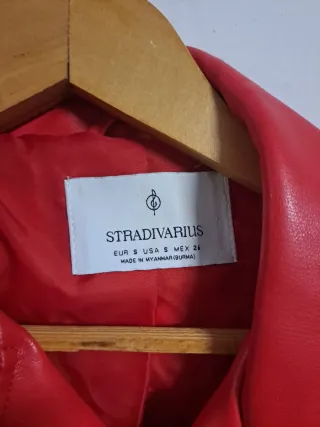 STRADIVARIUS
EUR S USA S MEX 26
MADE IN MYANMAR (BURMA)